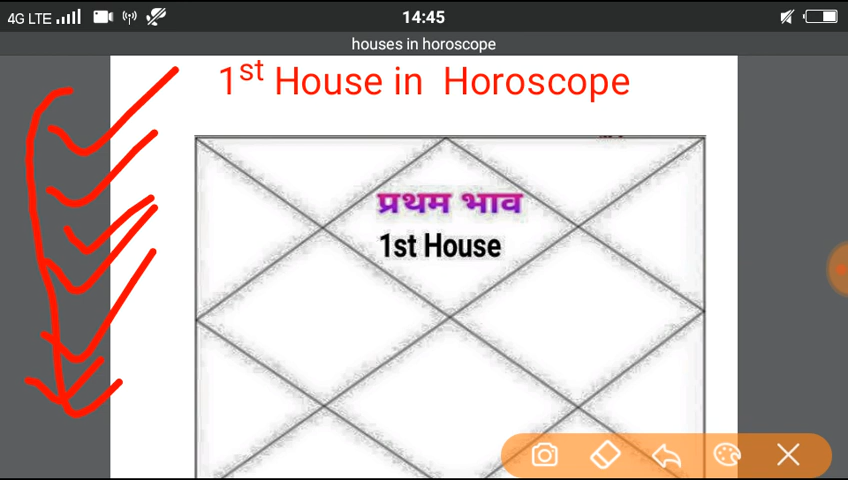 4G LTE 14:45
houses in horoscope
1st House in Horoscope
प्रथम भाव
1st House